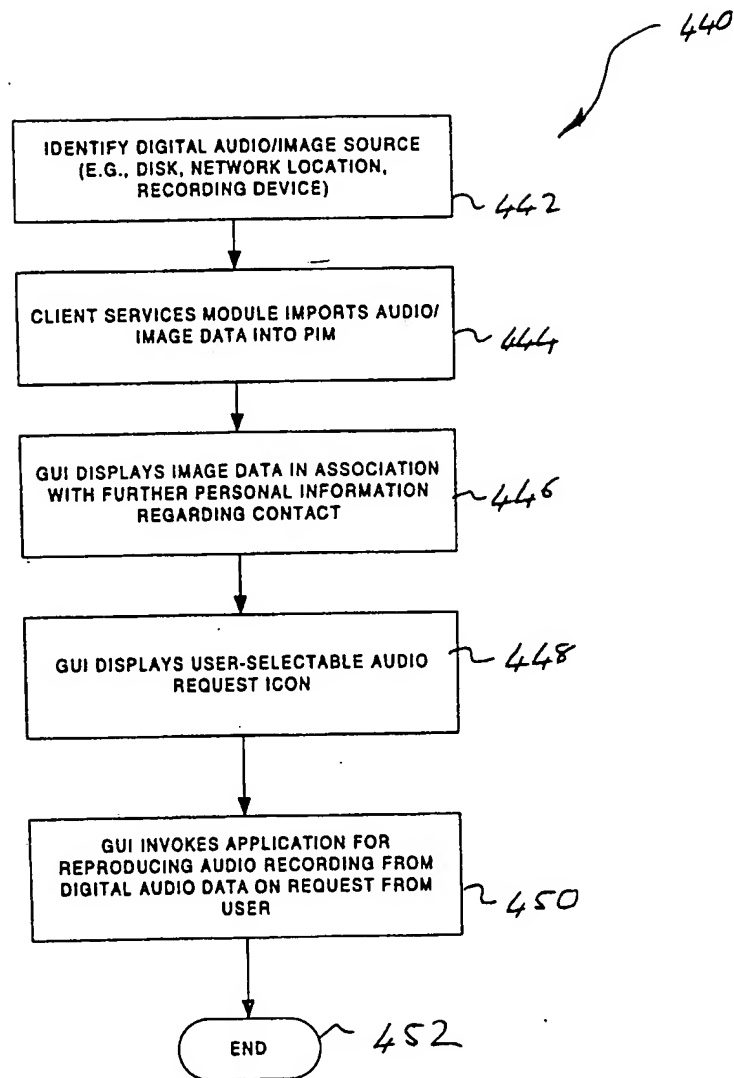 440
IDENTIFY DIGITAL AUDIO/IMAGE SOURCE
(E.G., DISK, NETWORK LOCATION,
RECORDING DEVICE)
442
CLIENT SERVICES MODULE IMPORTS AUDIO/
IMAGE DATA INTO PIM
444
GUI DISPLAYS IMAGE DATA IN ASSOCIATION
WITH FURTHER PERSONAL INFORMATION
REGARDING CONTACT
446
GUI DISPLAYS USER-SELECTABLE AUDIO
REQUEST ICON
448
GUI INVOKES APPLICATION FOR
REPRODUCING AUDIO RECORDING FROM
DIGITAL AUDIO DATA ON REQUEST FROM
USER
450
END
452